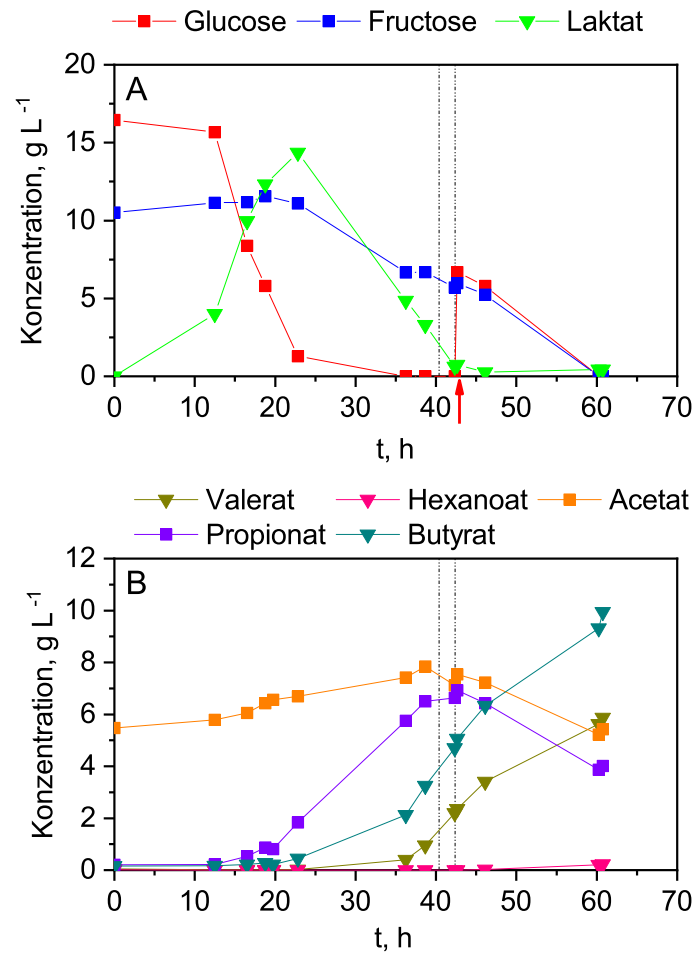 Glucose Fructose Laktat
A
20
15
10
5
0
Konzentration, g L⁻¹
0 10 20 30 40 50 60 70
t, h
Valerat Hexanoat Acetat
Propionat Butyrat
B
12
10
8
6
4
2
0
Konzentration, g L⁻¹
0 10 20 30 40 50 60 70
t, h